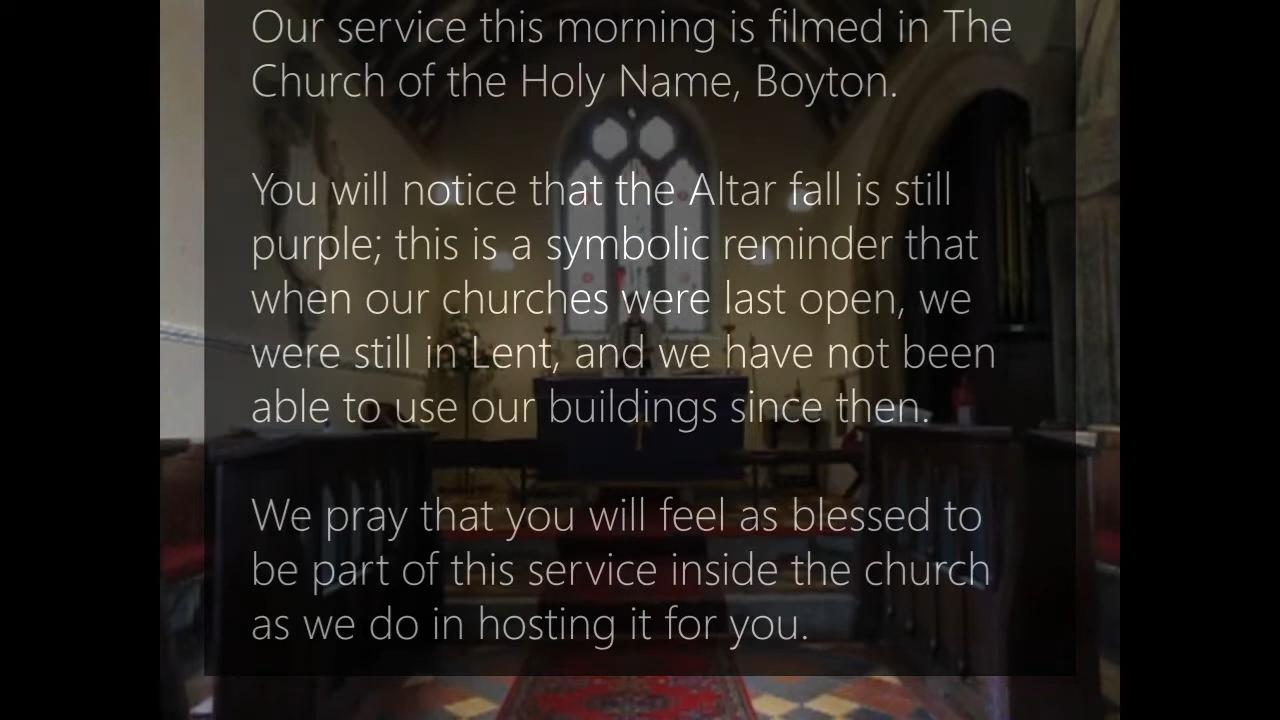 Our service this morning is filmed in The
Church of the Holy Name, Boyton.
You will notice that the Altar fall is still
purple; this is a symbolic reminder that
when our churches were last open, we
were still in Lent, and we have not been
able to use our buildings since then.
We pray that you will feel as blessed to
be part of this service inside the church
as we do in hosting it for you.